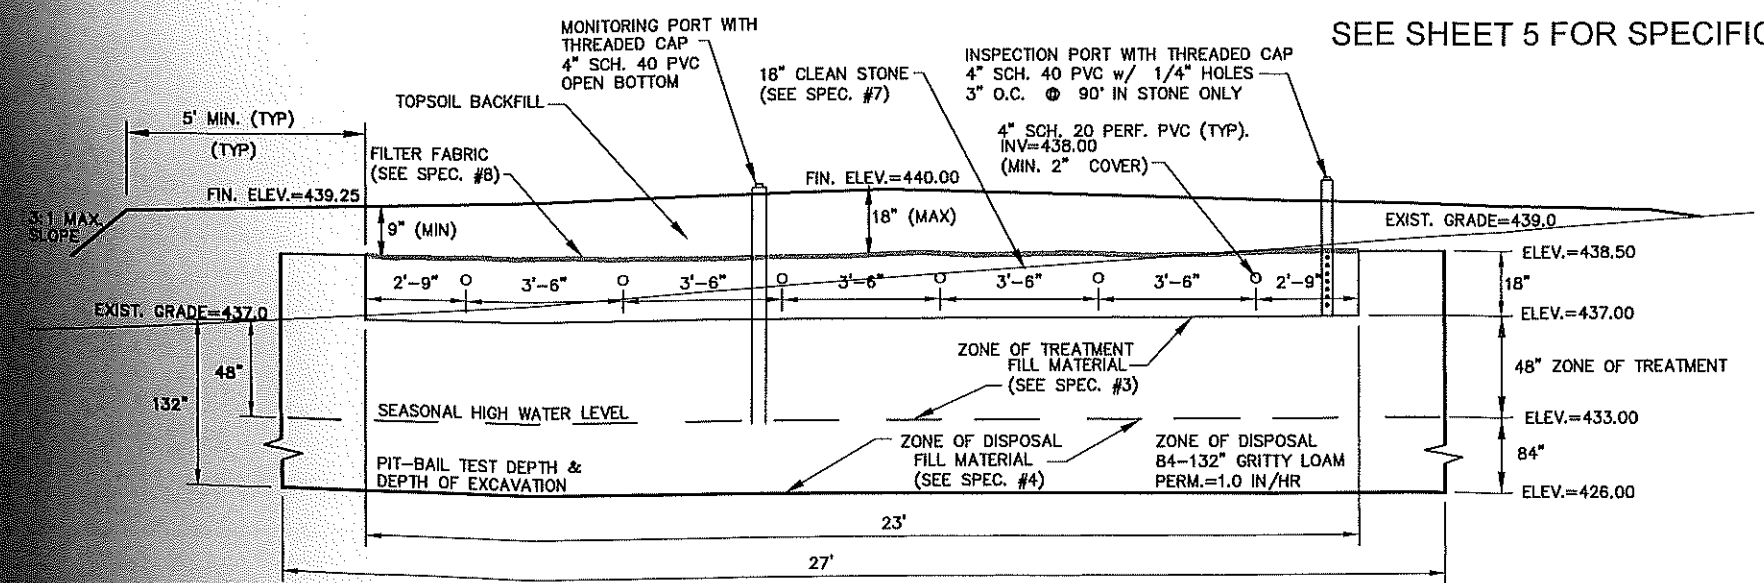 SEE SHEET 5 FOR
MONITORING PORT WITH
THREADED CAP
4" SCH. 40 PVC
OPEN BOTTOM
18" CLEAN STONE
(SEE SPEC. #7)
INSPECTION PORT WITH THREADED CAP
4" SCH. 40 PVC w/ 1/4" HOLES
3" O.C. @ 90' IN STONE ONLY
TOPSOIL BACKFILL
5' MIN. (TYP)
(TYP)
FILTER FABRIC
(SEE SPEC. #8)
4" SCH. 20 PERF. PVC (TYP).
INV=438.00
(MIN. 2" COVER)
FIN. ELEV.=439.25
FIN. ELEV.=440.00
3:1 MAX.
SLOPE
9" (MIN)
18" (MAX)
EXIST. GRADE=439.0
ELEV.=438.50
2'-9" 3'-6" 3'-6" 3'-6" 3'-6" 3'-6" 2'-9"
18"
EXIST. GRADE=437.0
ELEV.=437.00
48"
132"
ZONE OF TREATMENT
FILL MATERIAL
(SEE SPEC. #3)
48" ZONE OF TREATMENT
SEASONAL HIGH WATER LEVEL
ELEV.=433.00
PIT-BAIL TEST DEPTH &
DEPTH OF EXCAVATION
ZONE OF DISPOSAL
FILL MATERIAL
(SEE SPEC. #4)
ZONE OF DISPOSAL
84-132" GRITTY LOAM
PERM.=1.0 IN/HR
84"
ELEV.=426.00
23'
27'